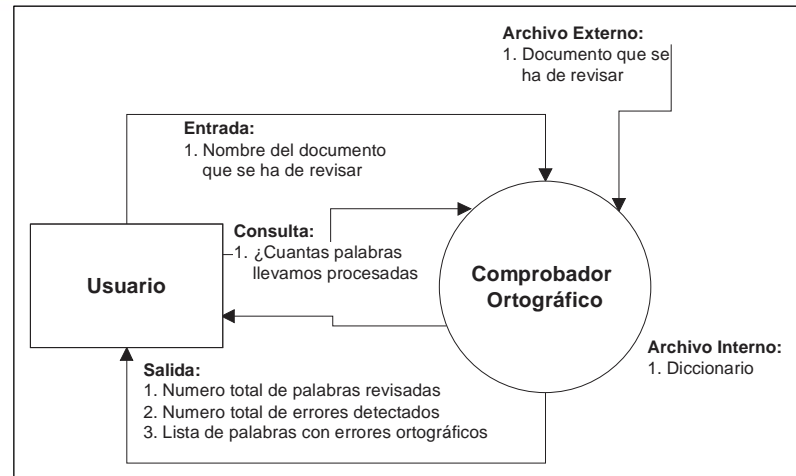 Archivo Externo:
1. Documento que se
ha de revisar
Entrada:
1. Nombre del documento
que se ha de revisar
Consulta:
1. ¿Cuantas palabras
llevamos procesadas
Usuario
Comprobador
Ortográfico
Archivo Interno:
1. Diccionario
Salida:
1. Numero total de palabras revisadas
2. Numero total de errores detectados
3. Lista de palabras con errores ortográficos